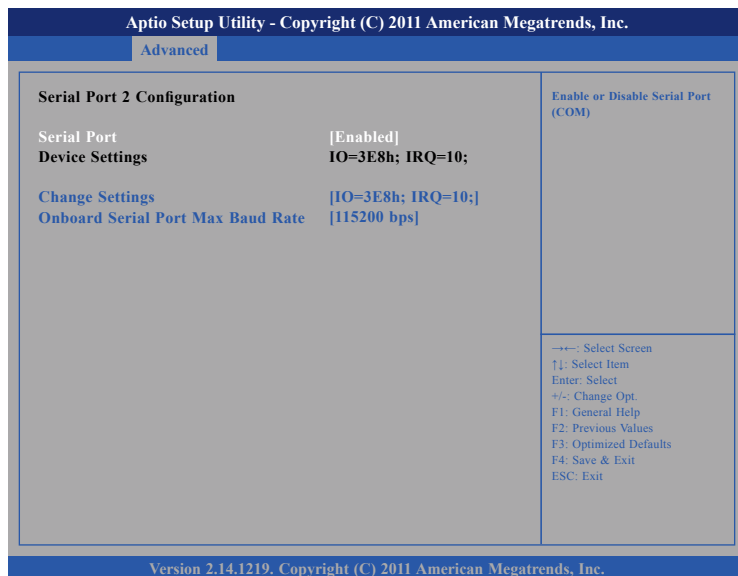 Aptio Setup Utility - Copyright (C) 2011 American Megatrends, Inc.
Advanced
Serial Port 2 Configuration
Serial Port [Enabled]
Device Settings IO=3E8h; IRQ=10;
Change Settings [IO=3E8h; IRQ=10;]
Onboard Serial Port Max Baud Rate [115200 bps]
Enable or Disable Serial Port
(COM)
→←: Select Screen
↑↓: Select Item
Enter: Select
+/-: Change Opt.
F1: General Help
F2: Previous Values
F3: Optimized Defaults
F4: Save & Exit
ESC: Exit
Version 2.14.1219. Copyright (C) 2011 American Megatrends, Inc.